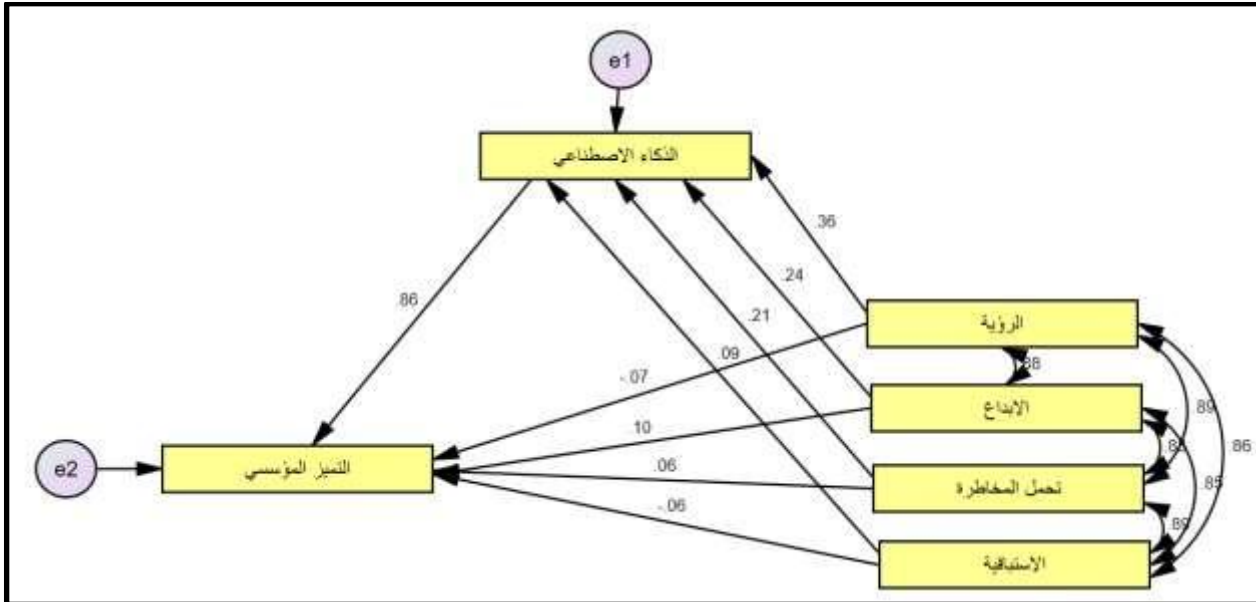 e1
الذكاء الاصطناعي
.36
.24
.21
.86
.09
الرؤية
-.07
.88
الابداع
.89
10
.86
e2
التميز المؤسسي
.06
تحمل المخاطرة
.85
-.06
.89
الإستباقية